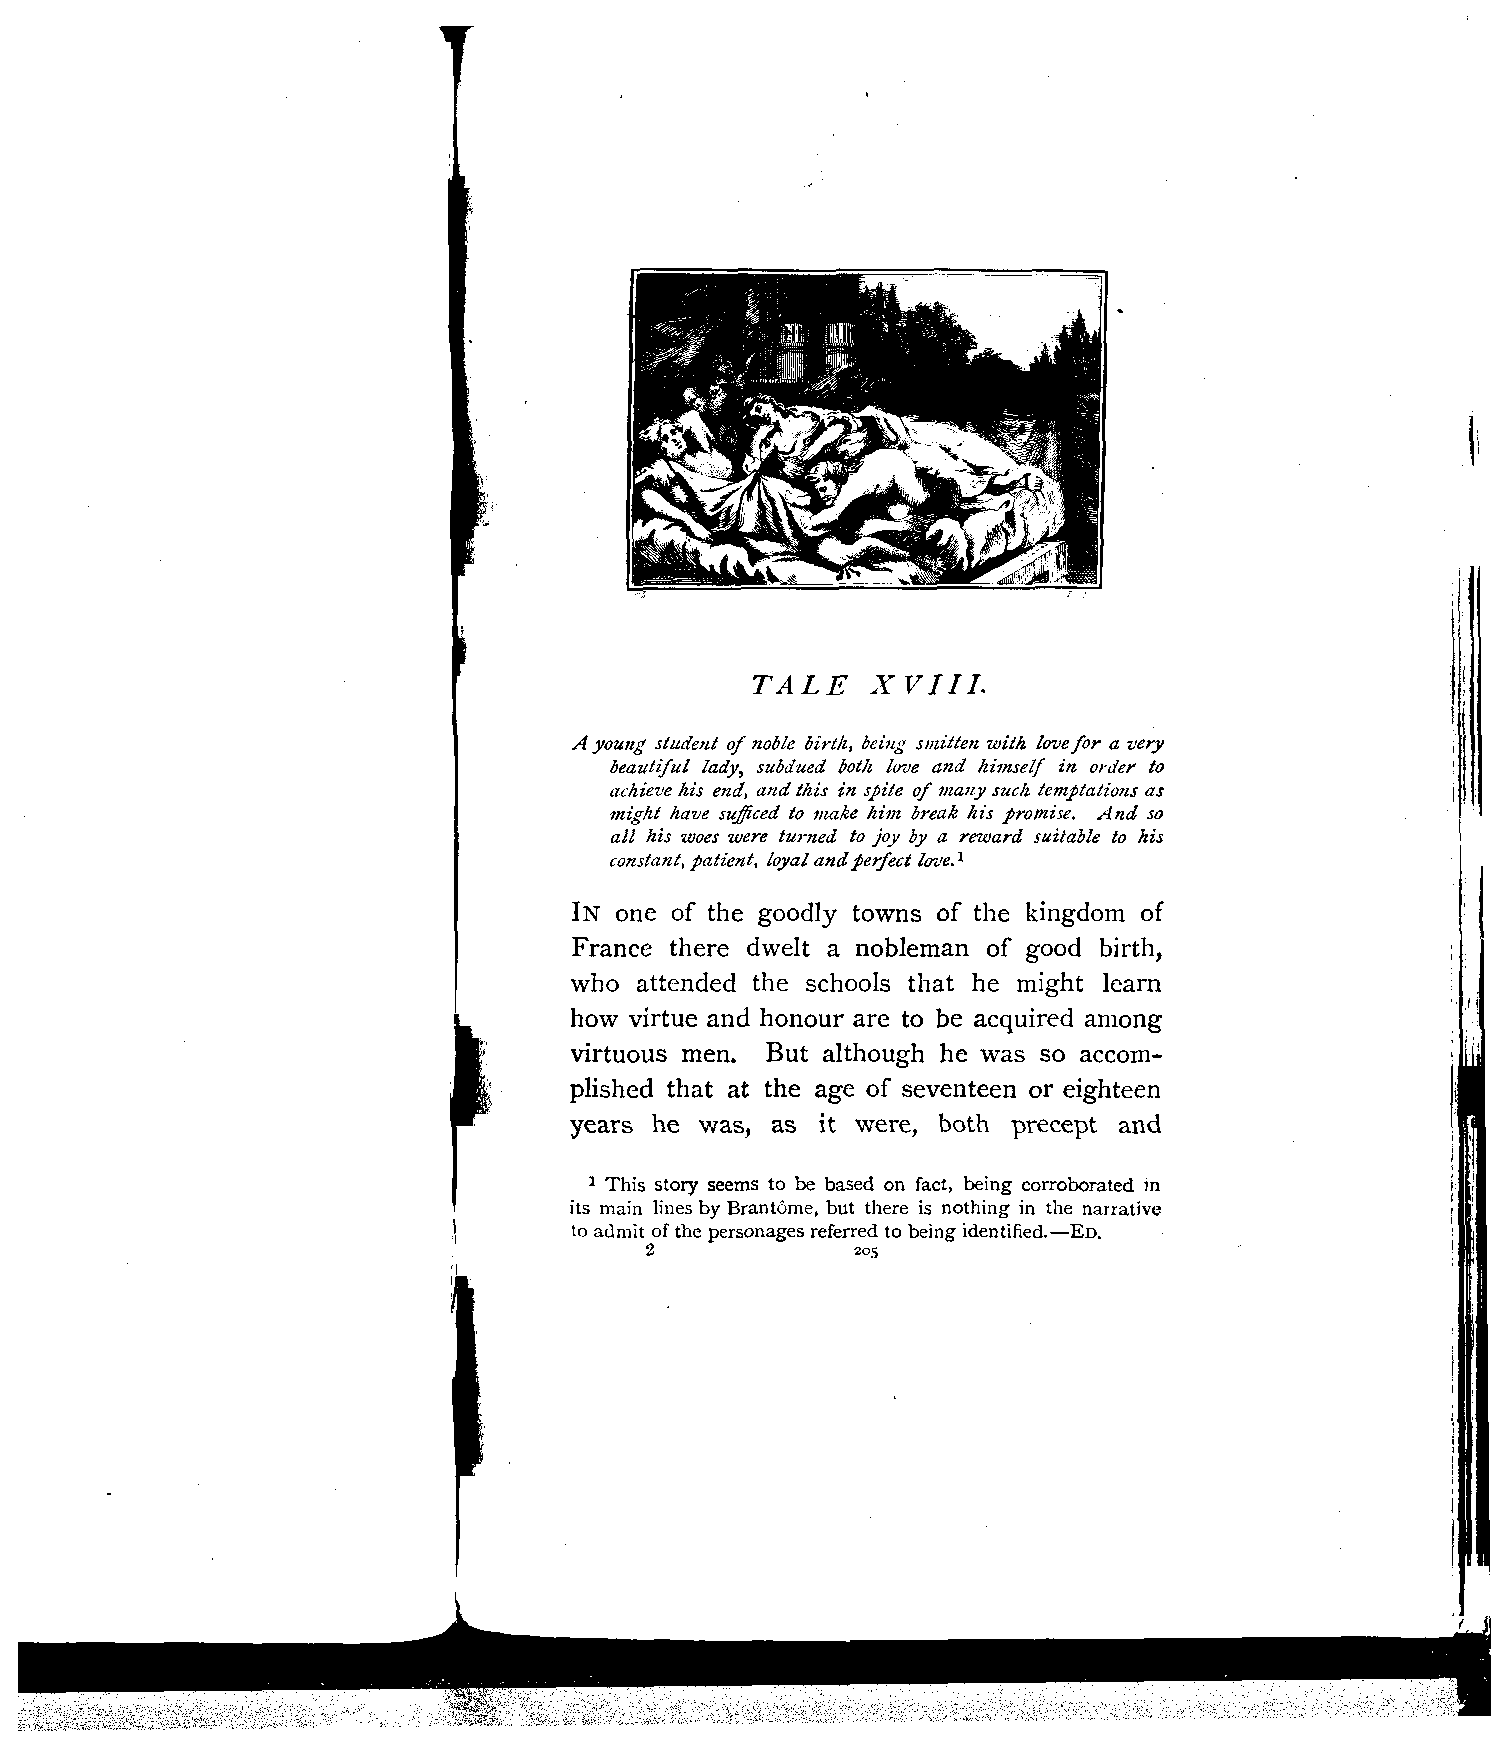 TALE XVIII.
A young student of noble birth, being smitten with love for a very
beautiful lady, subdued both love and himself in order to
achieve his end, and this in spite of many such temptations as
might have sufficed to make him break his promise. And so
all his woes were turned to joy by a reward suitable to his
constant, patient, loyal and perfect love.¹
IN one of the goodly towns of the kingdom of
France there dwelt a nobleman of good birth,
who attended the schools that he might learn
how virtue and honour are to be acquired among
virtuous men. But although he was so accom-
plished that at the age of seventeen or eighteen
years he was, as it were, both precept and
¹ This story seems to be based on fact, being corroborated in
its main lines by Brantôme, but there is nothing in the narrative
to admit of the personages referred to being identified.—ED.
2 205